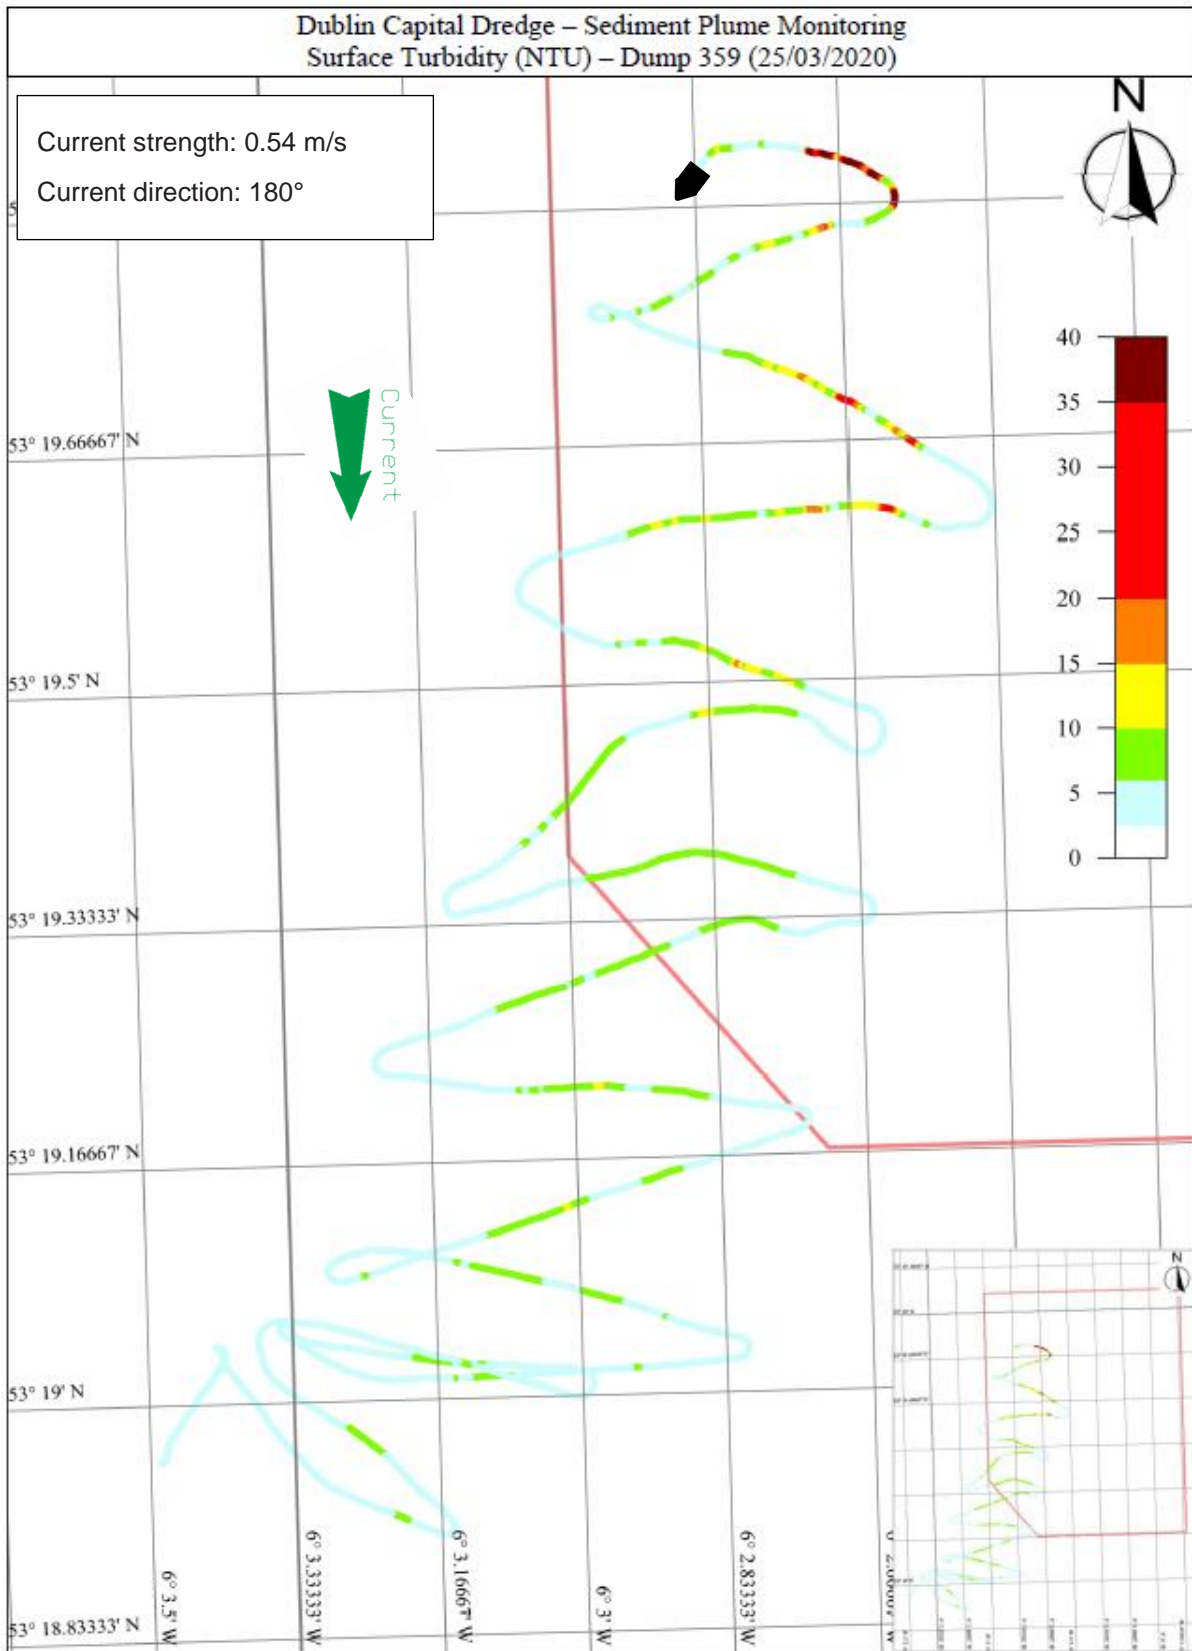 Dublin Capital Dredge – Sediment Plume Monitoring
Surface Turbidity (NTU) – Dump 359 (25/03/2020)
N
Current strength: 0.54 m/s
Current direction: 180°
Current
40
35
30
25
20
15
10
5
0
53° 19.66667' N
53° 19.5' N
53° 19.33333' N
53° 19.16667' N
53° 19' N
53° 18.83333' N
6° 3.5' W
6° 3.33333' W
6° 3.16667' W
6° 3' W
6° 2.83333' W
N